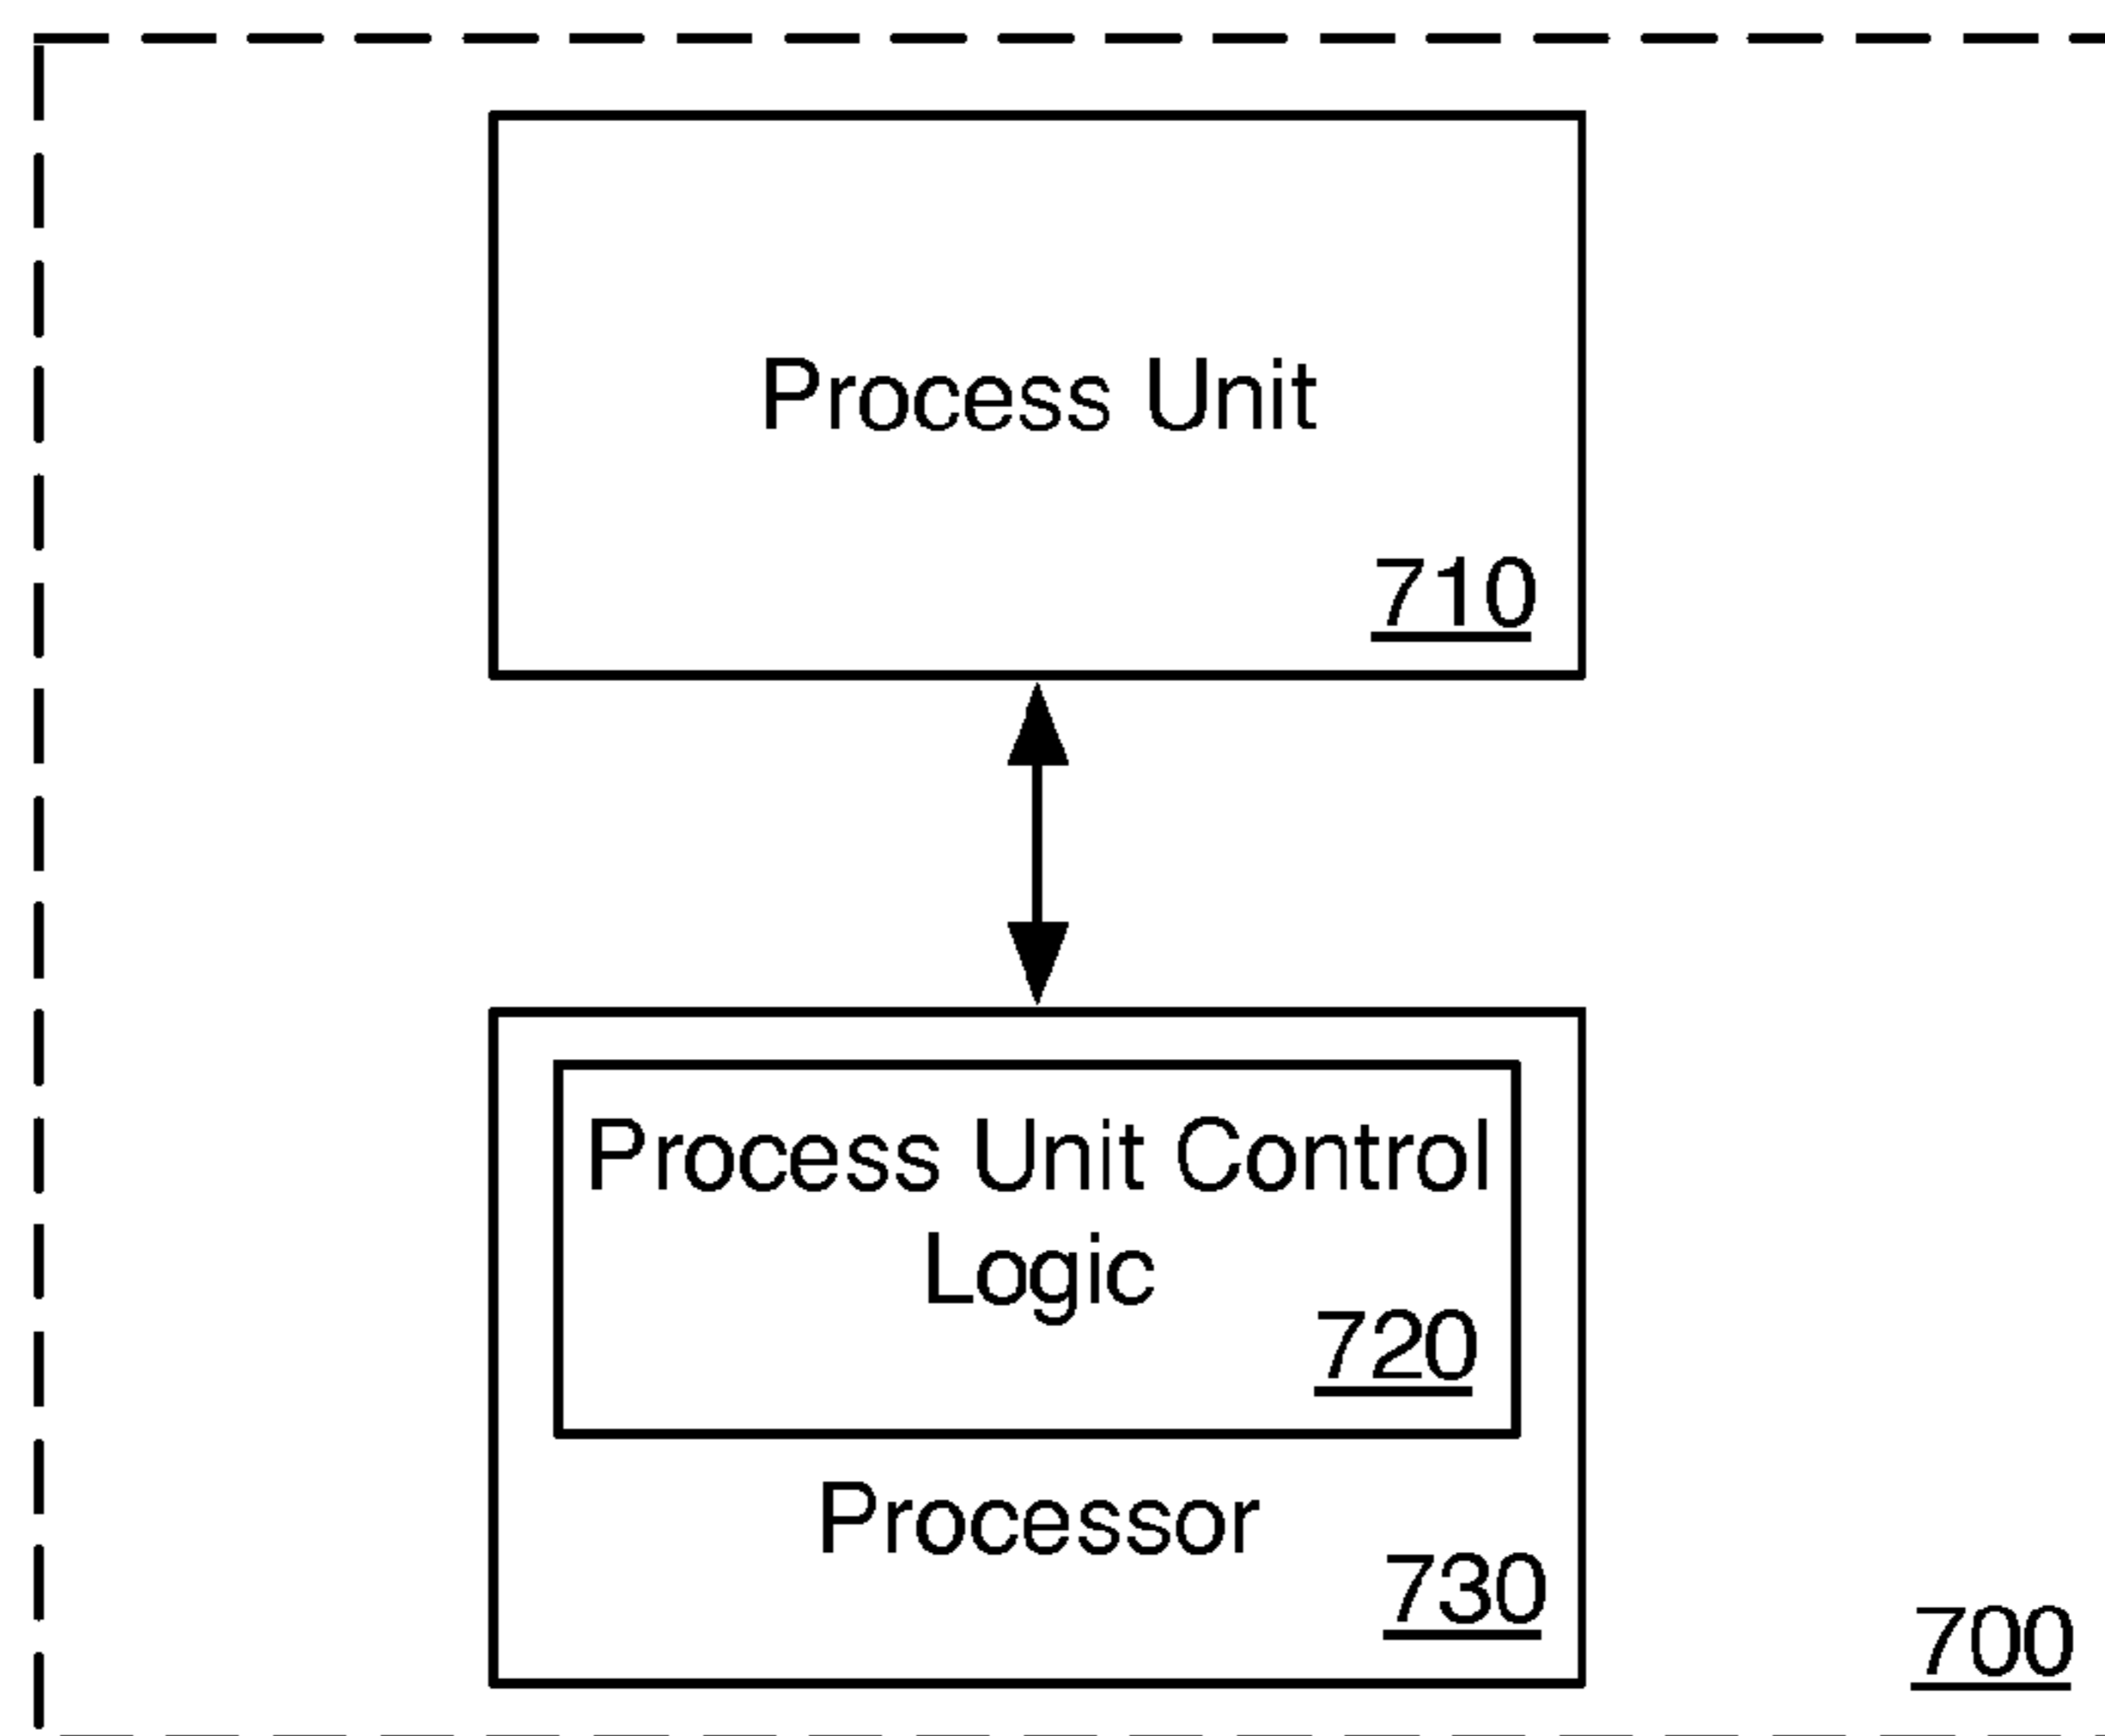 Process Unit
710
Process Unit Control
Logic
720
Processor
730
700